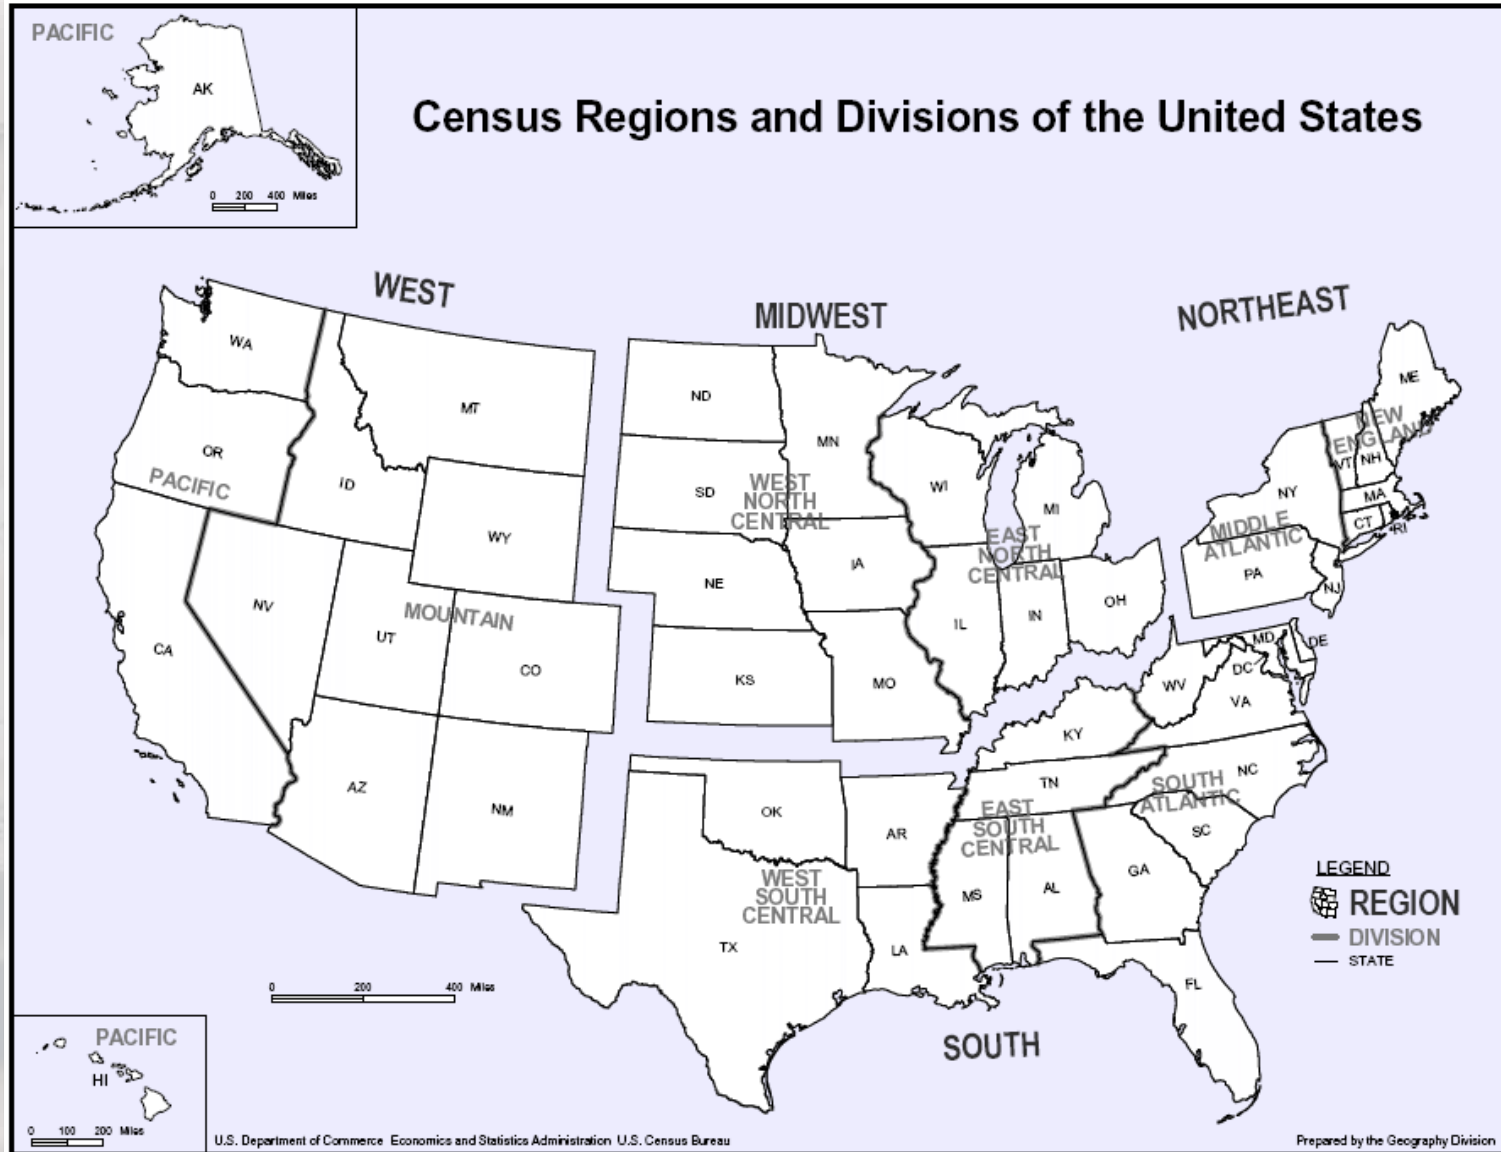 PACIFIC
AK
0 200 400 Miles
Census Regions and Divisions of the United States
WEST
MIDWEST
NORTHEAST
WA
MT
ND
MN
ME
OR
PACIFIC
ID
SD
WEST
NORTH
CENTRAL
WI
MI
NEW
ENGLAND
VT
NH
NY
MA
CT
RI
MIDDLE
ATLANTIC
WY
NE
IA
EAST
NORTH
CENTRAL
PA
NJ
NV
MOUNTAIN
UT
CO
CA
KS
MO
IL
IN
OH
MD
DE
DC
WV
VA
KY
AZ
NM
OK
AR
TN
NC
SOUTH
ATLANTIC
SC
EAST
SOUTH
CENTRAL
WEST
SOUTH
CENTRAL
MS
AL
GA
TX
LA
FL
LEGEND
REGION
DIVISION
STATE
0 200 400 Miles
SOUTH
PACIFIC
HI
0 100 200 Miles
U.S. Department of Commerce Economics and Statistics Administration U.S. Census Bureau
Prepared by the Geography Division